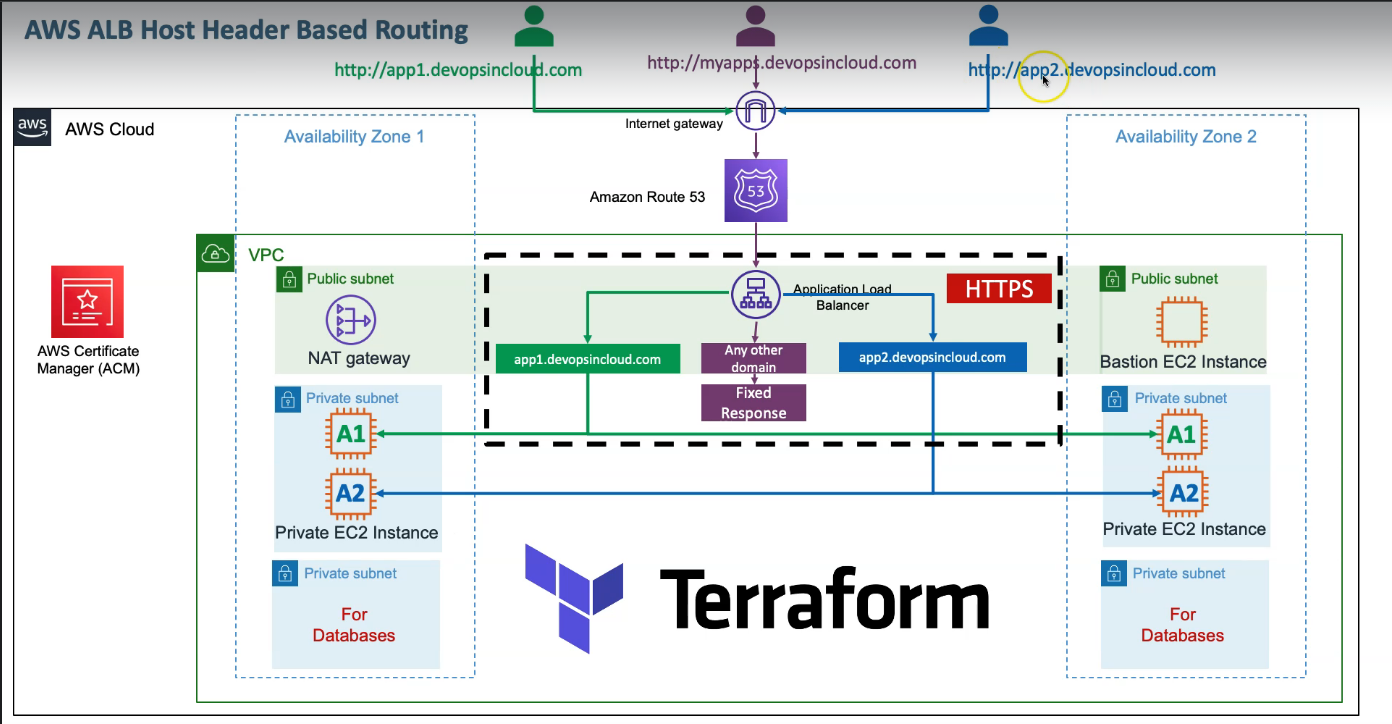 AWS ALB Host Header Based Routing
http://app1.devopsincloud.com
http://myapps.devopsincloud.com
http://app2.devopsincloud.com
aws
AWS Cloud
Availability Zone 1
Internet gateway
Availability Zone 2
Amazon Route 53
53
VPC
Public subnet
NAT gateway
Application Load
Balancer
HTTPS
Public subnet
Bastion EC2 Instance
AWS Certificate
Manager (ACM)
app1.devopsincloud.com
Any other
domain
app2.devopsincloud.com
Fixed
Response
Private subnet
A1
A2
Private EC2 Instance
Private subnet
A1
A2
Private EC2 Instance
Private subnet
For
Databases
Terraform
Private subnet
For
Databases